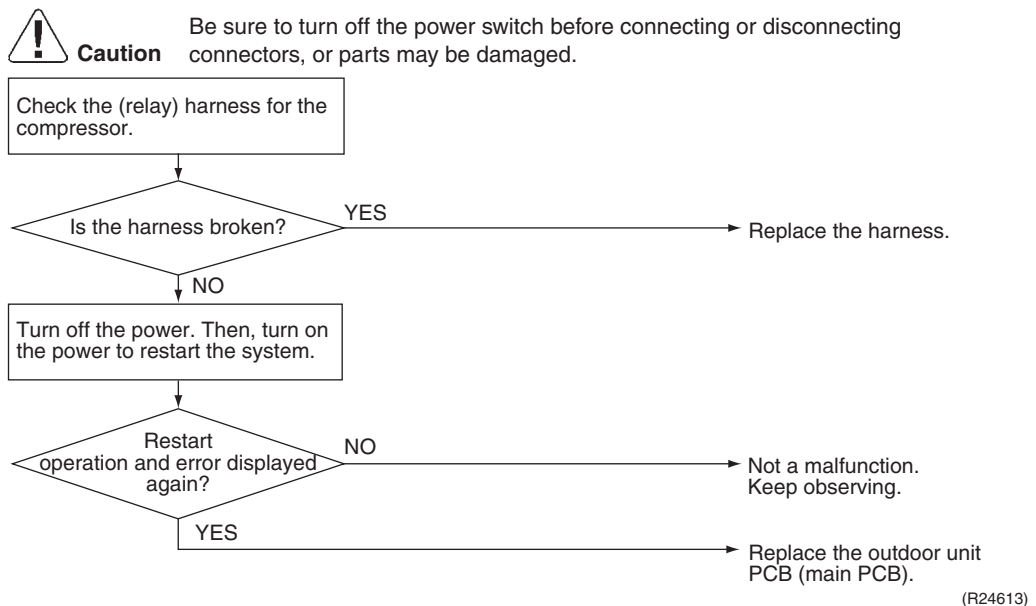 Be sure to turn off the power switch before connecting or disconnecting
Caution connectors, or parts may be damaged.
Check the (relay) harness for the
compressor.
Is the harness broken?
YES
Replace the harness.
NO
Turn off the power. Then, turn on
the power to restart the system.
Restart
operation and error displayed
again?
NO
Not a malfunction.
Keep observing.
YES
Replace the outdoor unit
PCB (main PCB).
(R24613)